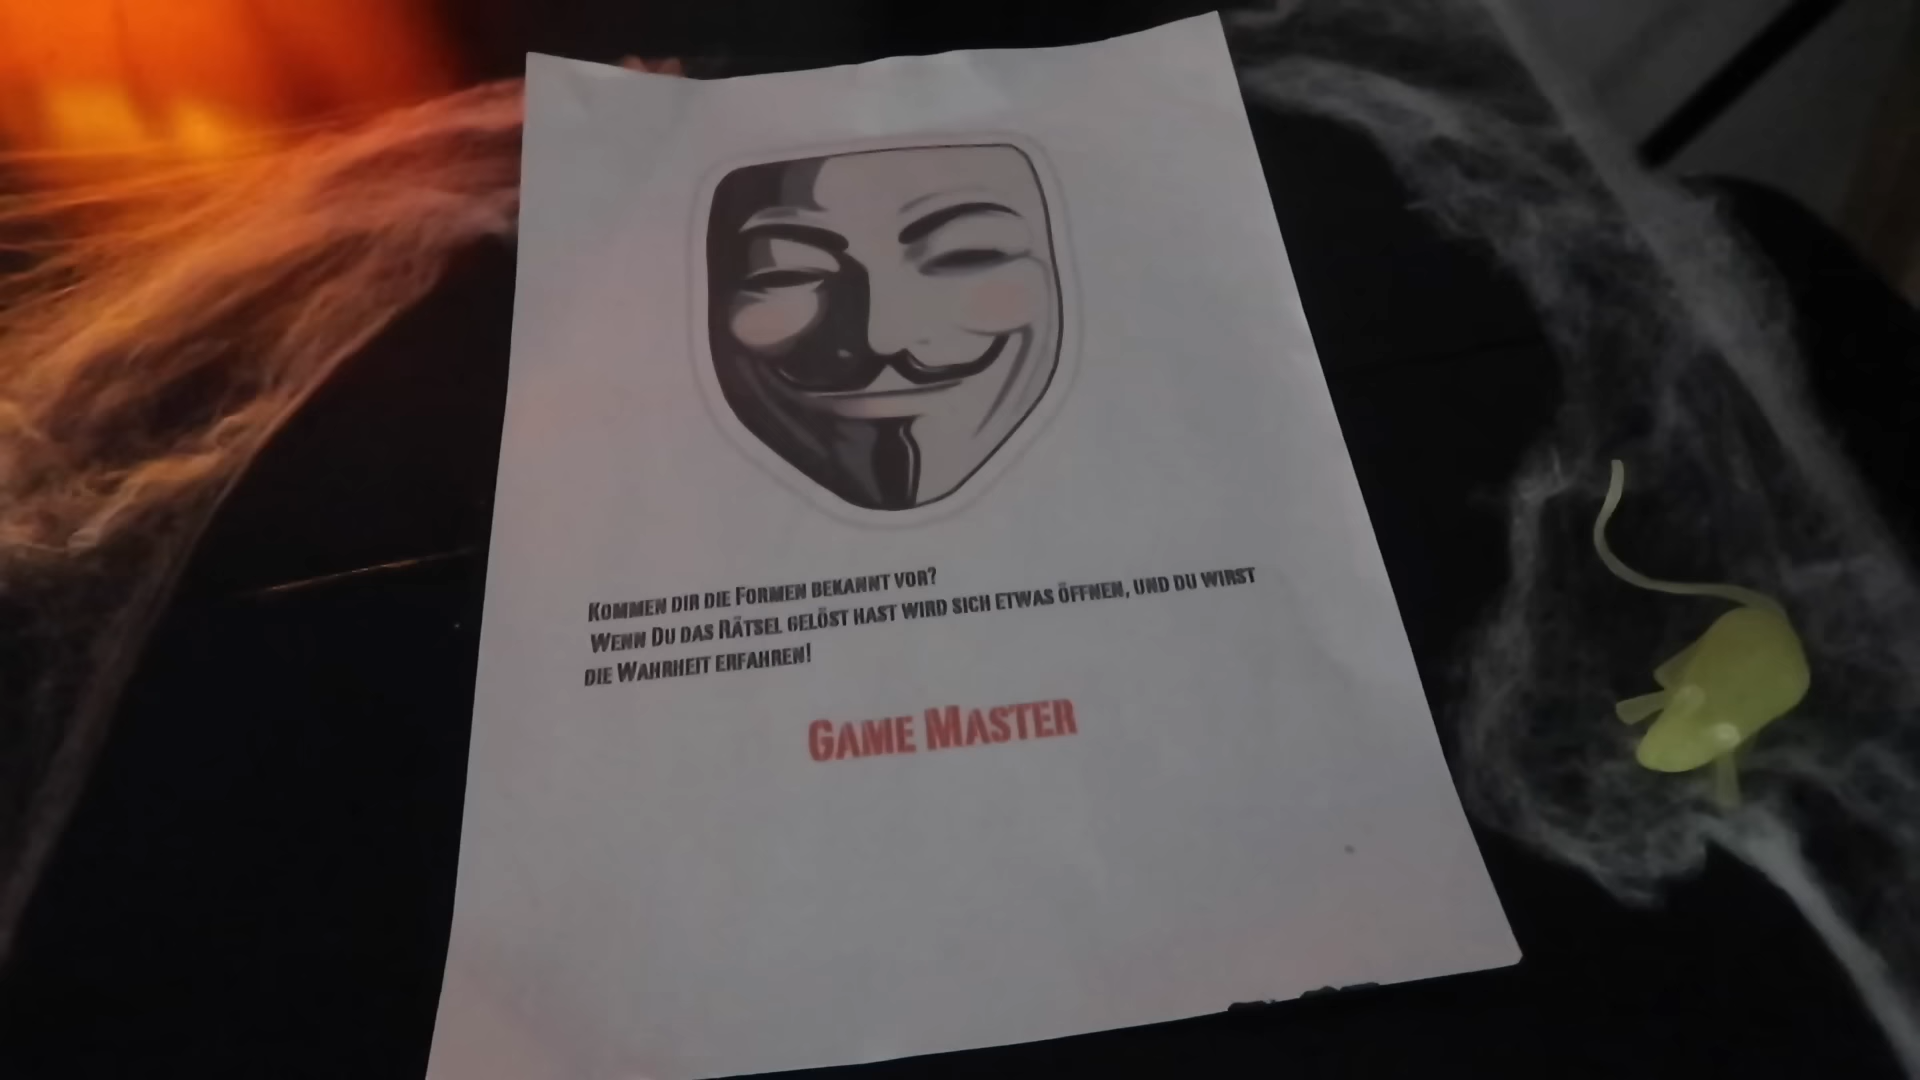 Kommen dir die Formen bekannt vor?
Wenn Du das Rätsel gelöst hast wird sich etwas öffnen, und du wirst
die Wahrheit erfahren!
Game Master